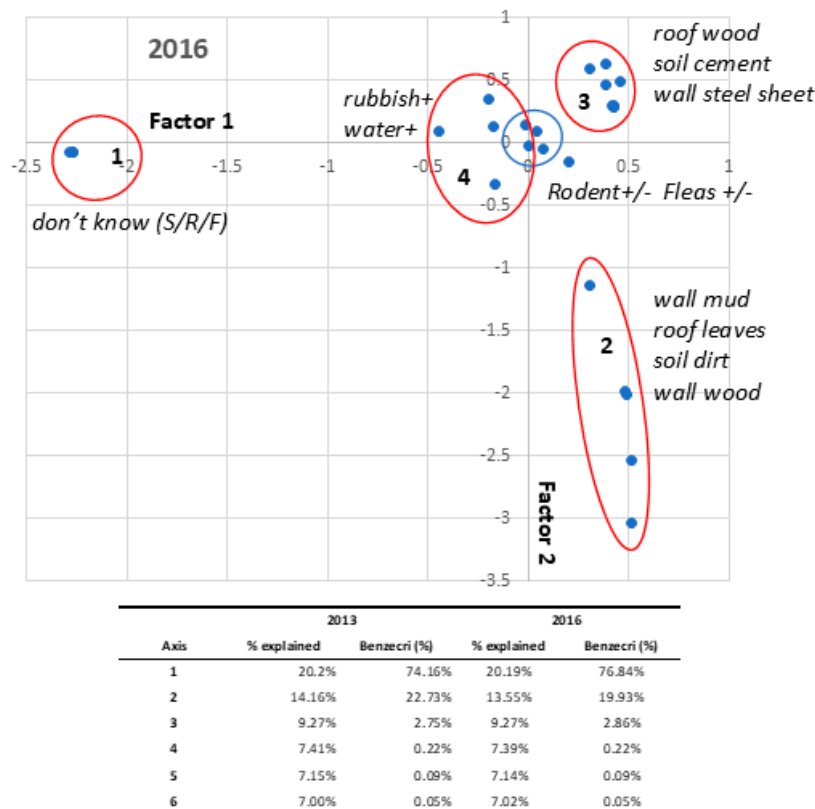 1
2016
roof wood
soil cement
wall steel sheet
0.5
3
rubbish+
water+
Factor 1
0
-2.5
-2
-1.5
-1
-0.5
0
0.5
1
1
4
Rodent+/- Fleas +/-
-0.5
don't know (S/R/F)
-1
wall mud
roof leaves
soil dirt
wall wood
2
-1.5
-2
-2.5
Factor 2
-3
-3.5
2013 2016
Axis % explained Benzecri (%) % explained Benzecri (%)
1 20.2% 74.16% 20.19% 76.84%
2 14.16% 22.73% 13.55% 19.93%
3 9.27% 2.75% 9.27% 2.86%
4 7.41% 0.22% 7.39% 0.22%
5 7.15% 0.09% 7.14% 0.09%
6 7.00% 0.05% 7.02% 0.05%